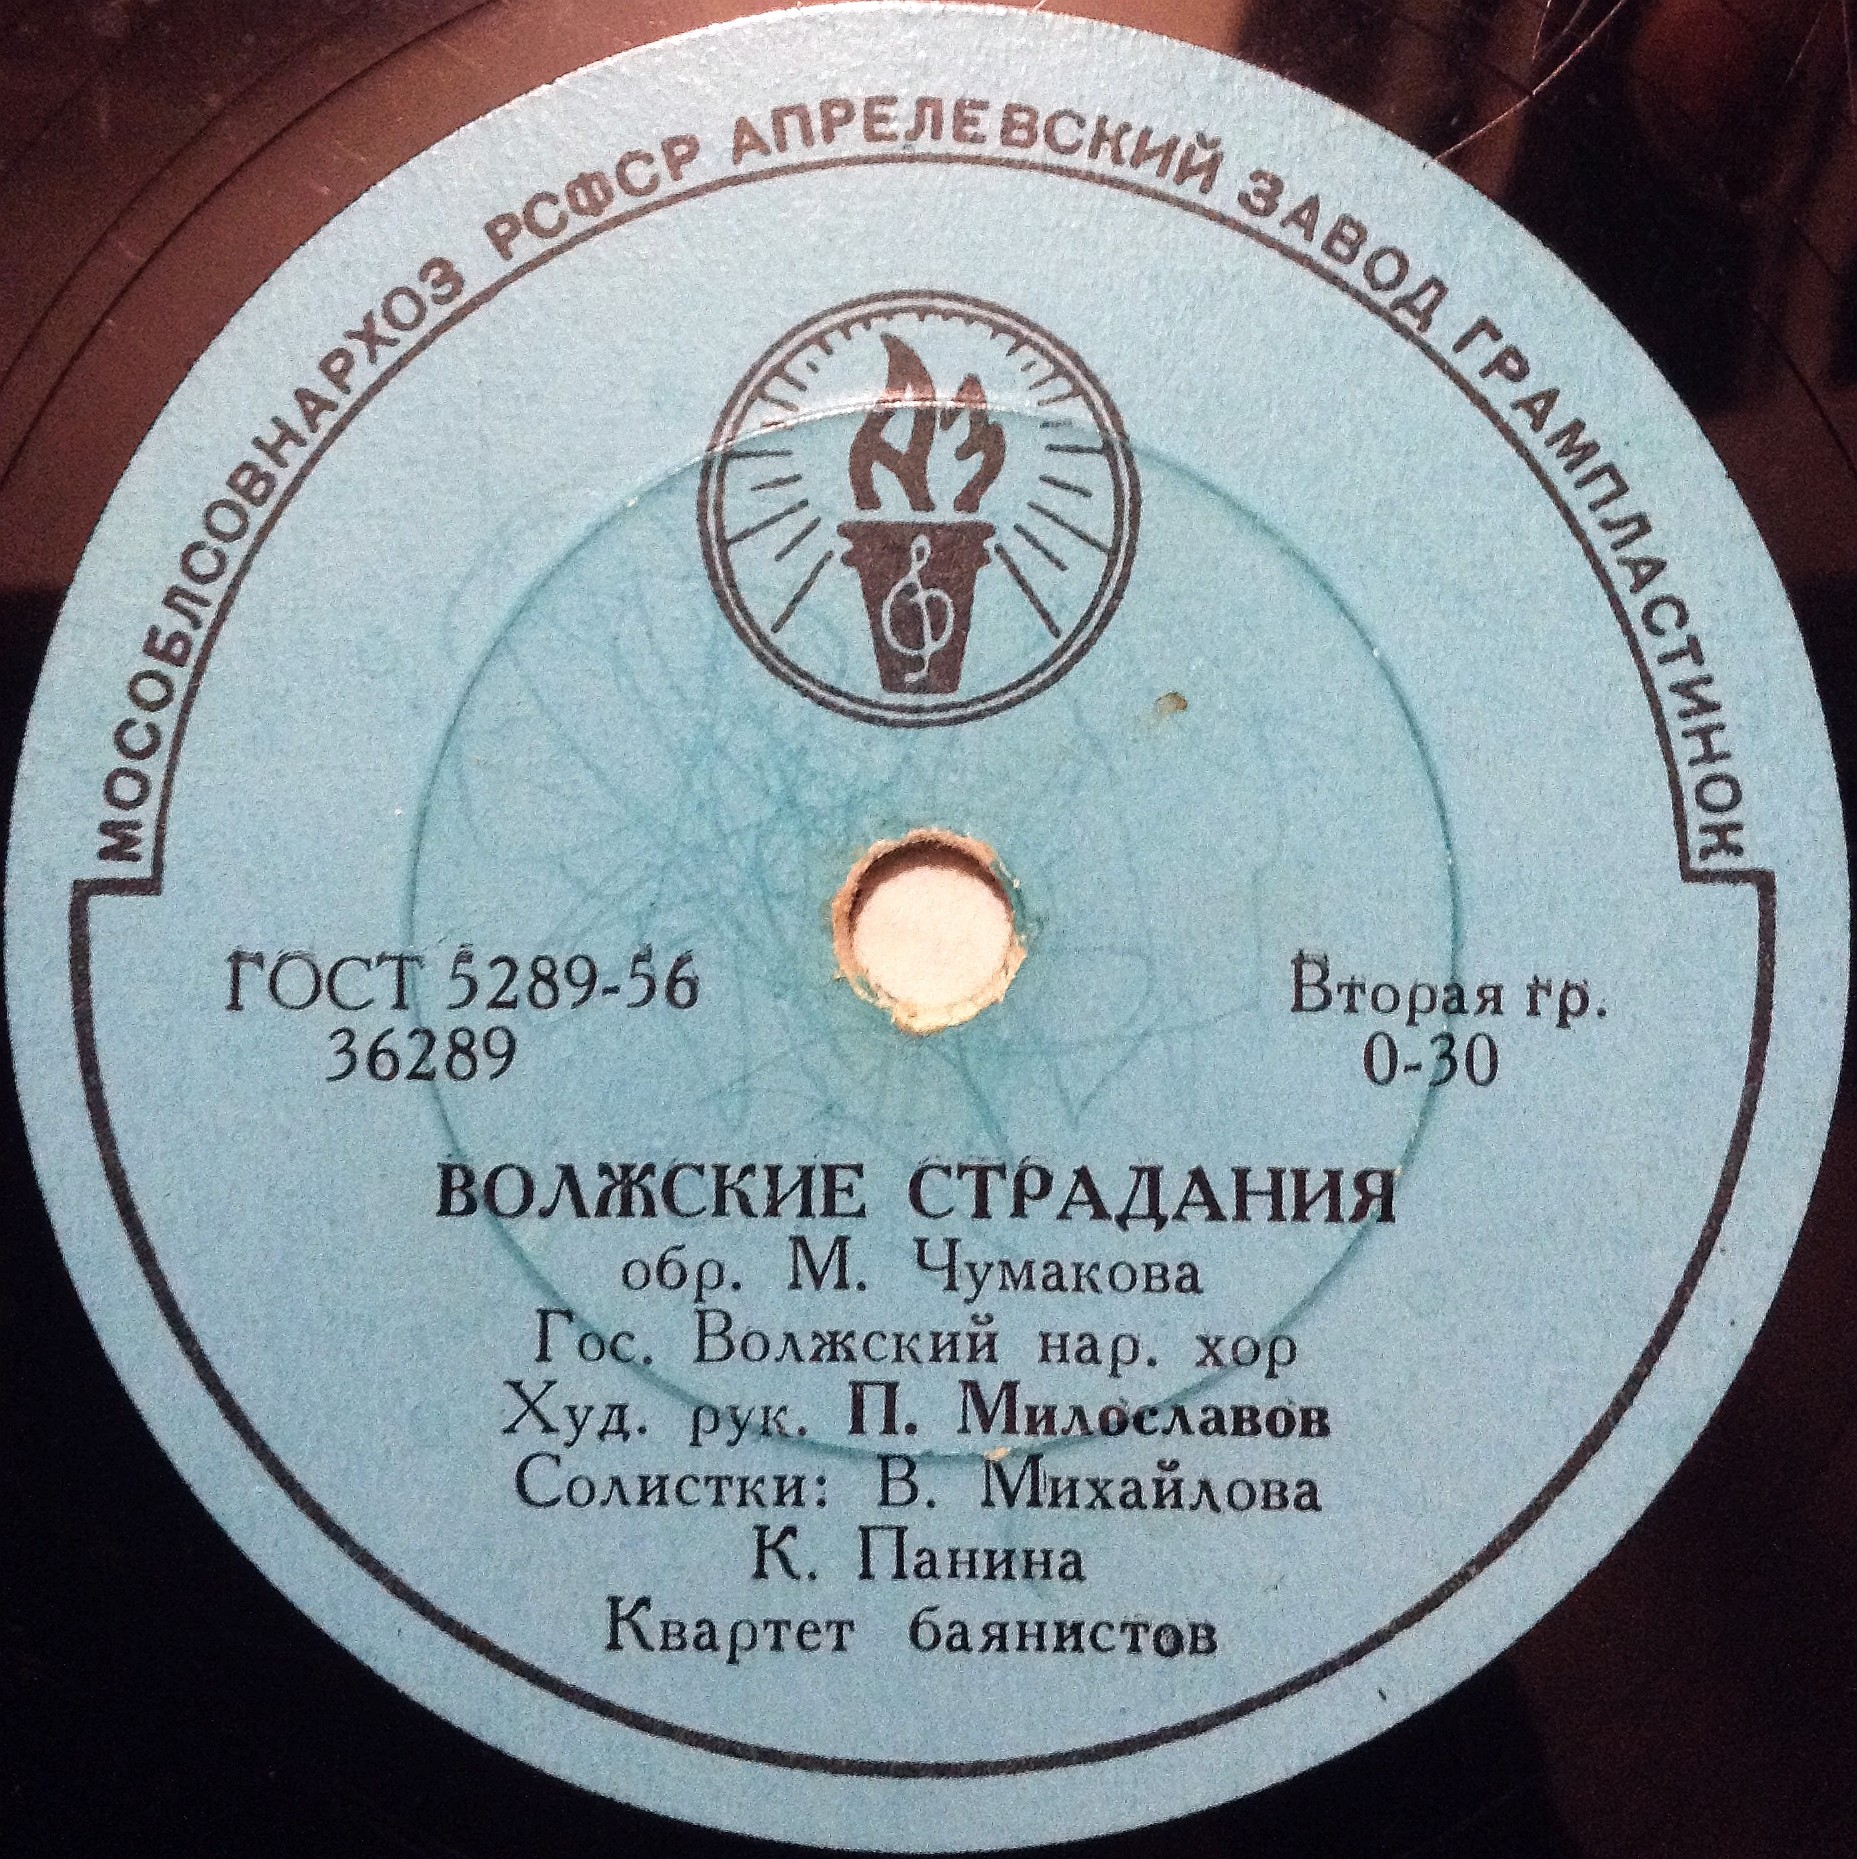 МОСОБЛСОВНАРХОЗ РСФСР АПРЕЛЕВСКИЙ ЗАВОД ГРАМПЛАСТИНОК
АЗ
ГОСТ 5289-56
36289
Вторая гр.
0-30
ВОЛЖСКИЕ СТРАДАНИЯ
обр. М. Чумакова
Гос. Волжский нар. хор
Худ. рук. П. Милославов
Солистки: В. Михайлова
К. Панина
Квартет баянистов